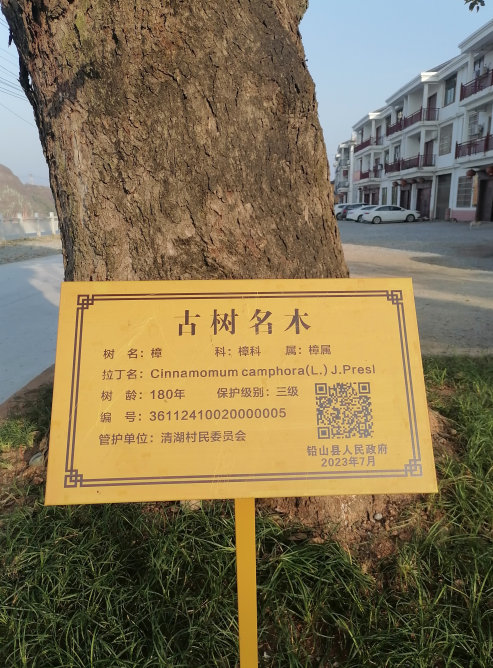 古树名木
树 名：樟 科：樟科 属：樟属
拉丁名：Cinnamomum camphora(L.) J.Presl
树 龄：180年 保护级别：三级
编 号：36112410020000005
管护单位：清湖村民委员会
铅山县人民政府
2023年7月